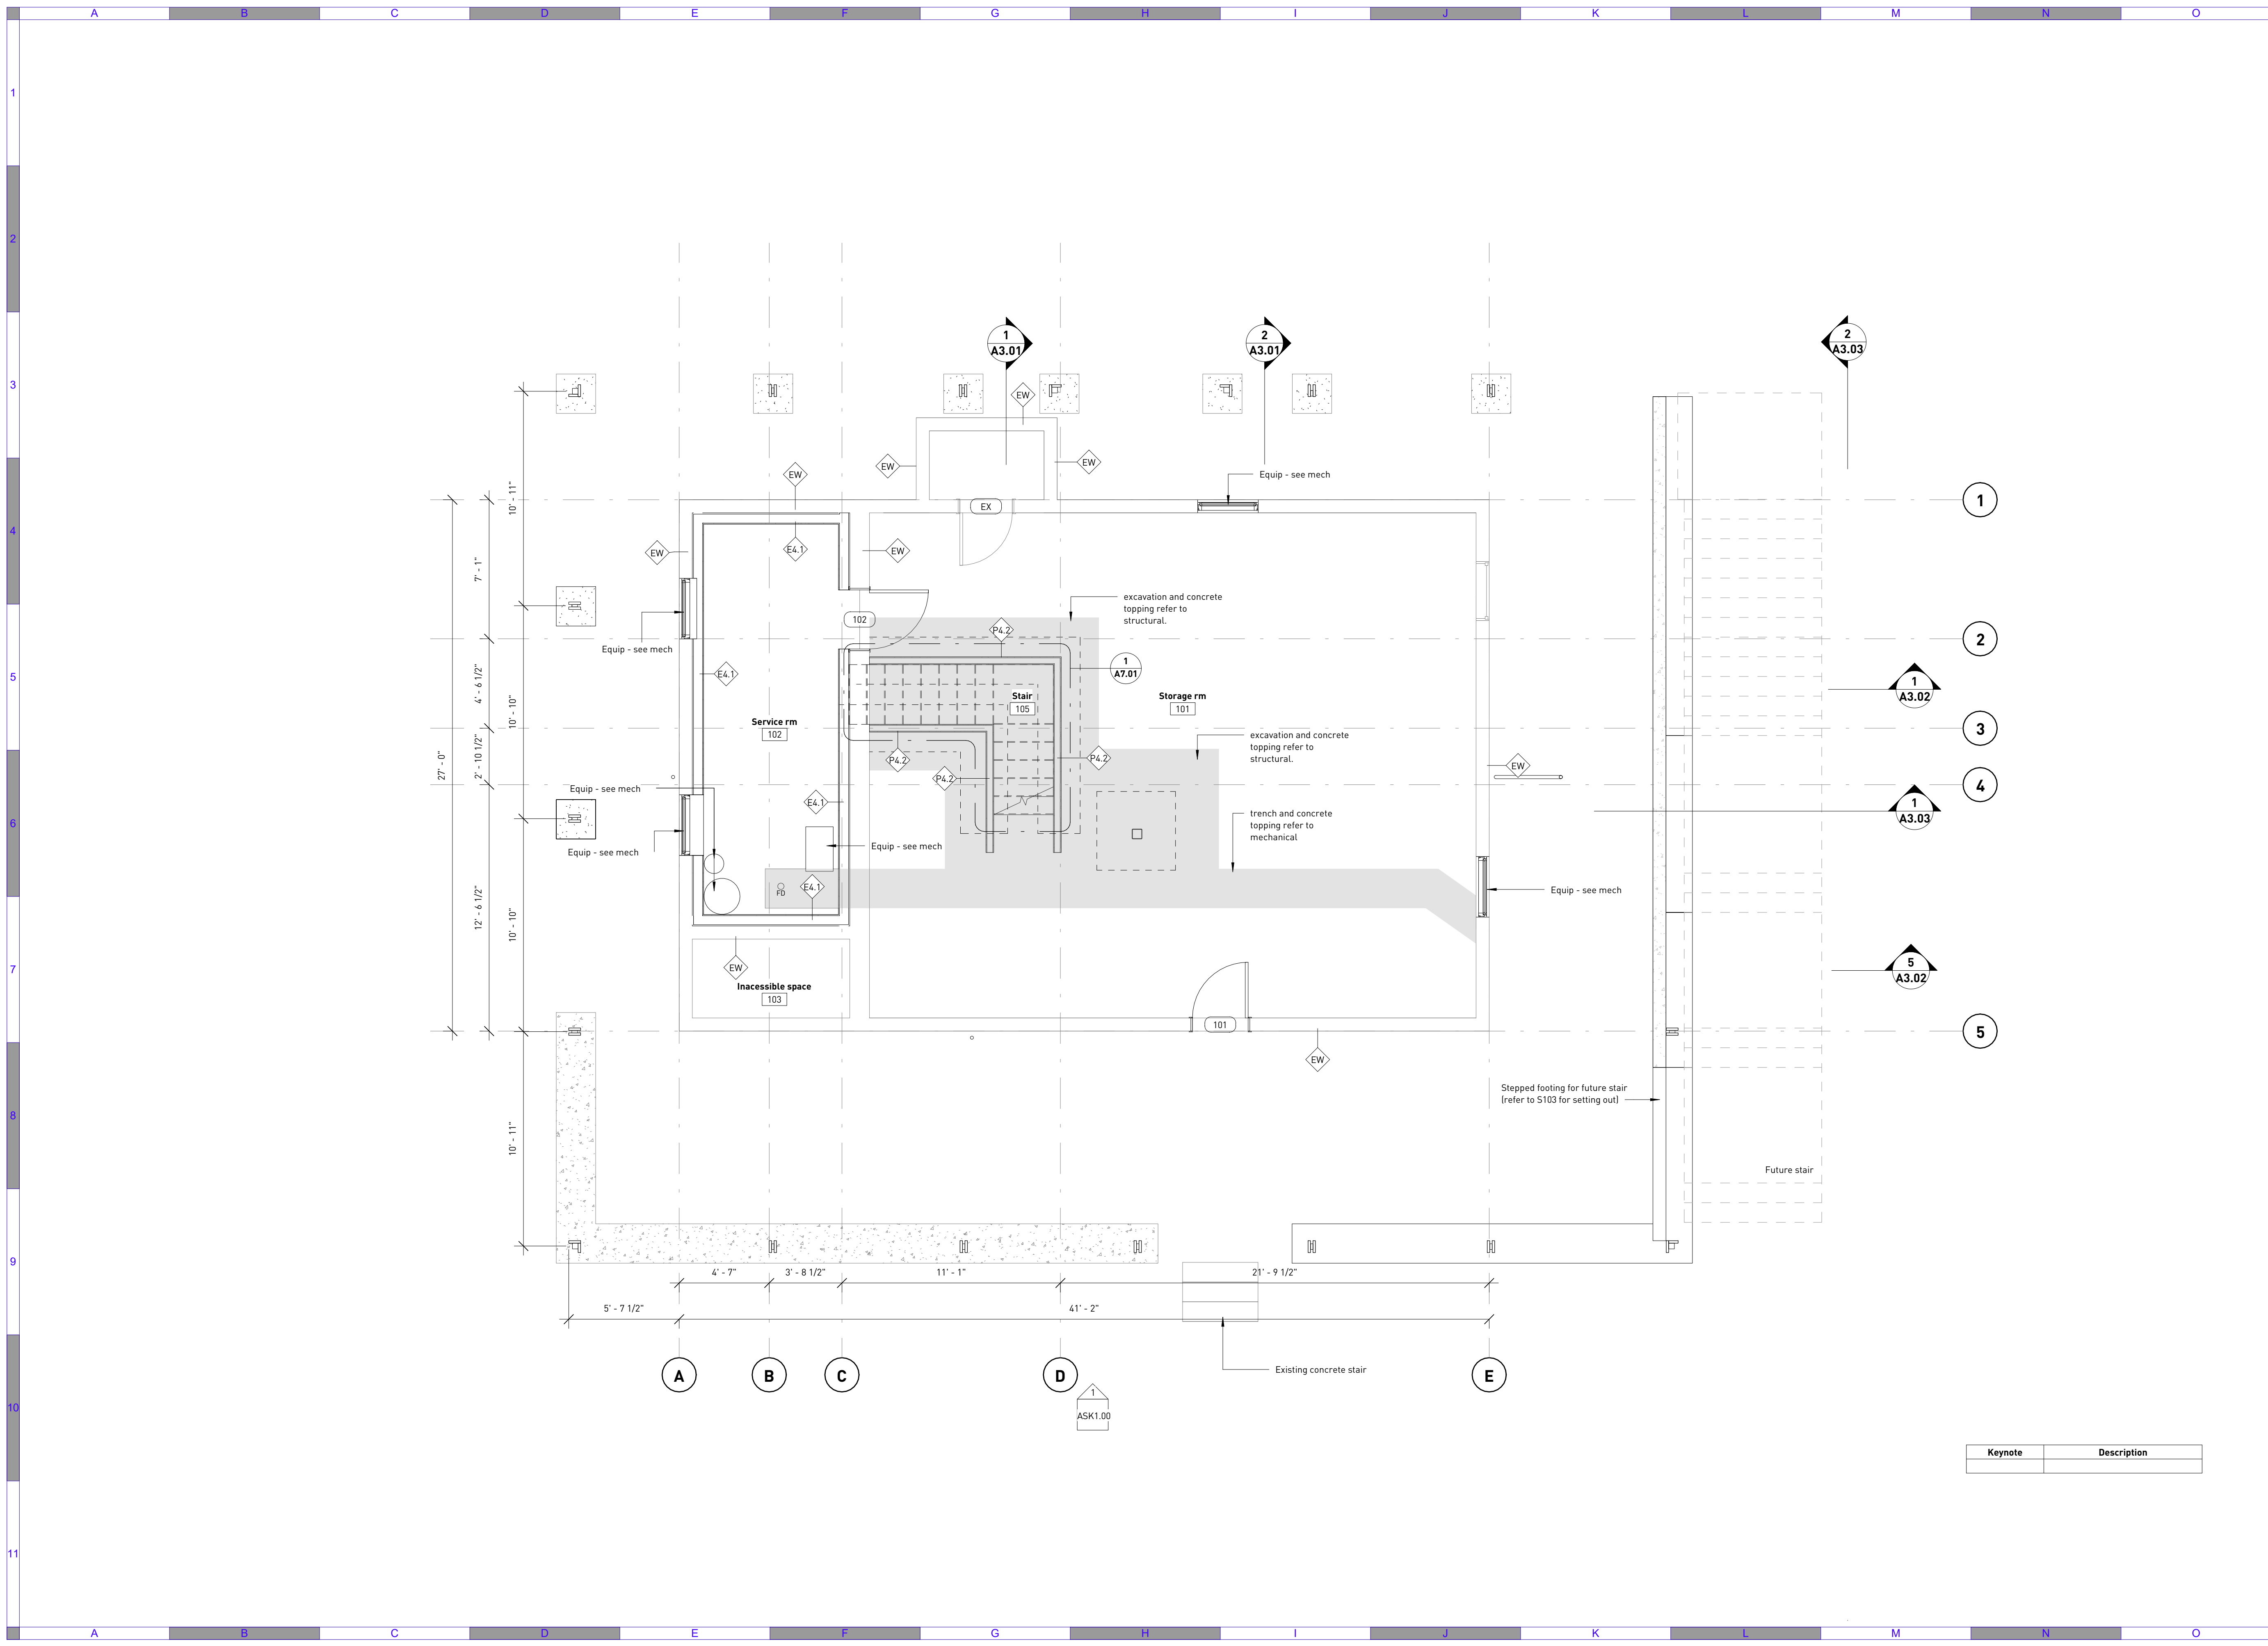 A B C D E F G H I J K L M N O
1
2
3
4
5
6
7
8
9
10
11
1
A3.01
2
A3.01
2
A3.03
EW
EW
EW
EW
Equip - see mech
EX
1
10' - 11"
EW
E4.1
EW
7' - 1"
excavation and concrete
topping refer to
structural.
102
P4.2
2
Equip - see mech
1
A7.01
E4.1
4' - 6 1/2"
10' - 10"
Stair
105
Storage rm
101
1
A3.02
Service rm
102
3
excavation and concrete
topping refer to
structural.
27' - 0"
2' - 10 1/2"
P4.2
P4.2
P4.2
EW
4
Equip - see mech
E4.1
1
A3.03
trench and concrete
topping refer to
mechanical
Equip - see mech
Equip - see mech
FD
E4.1
Equip - see mech
12' - 6 1/2"
10' - 10"
EW
5
A3.02
Inacessible space
103
101
5
EW
Stepped footing for future stair
(refer to S103 for setting out)
10' - 11"
Future stair
4' - 7"
3' - 8 1/2"
11' - 1"
21' - 9 1/2"
5' - 7 1/2"
41' - 2"
Existing concrete stair
A
B
C
D
E
1
ASK1.00
Keynote
Description
A B C D E F G H I J K L M N O